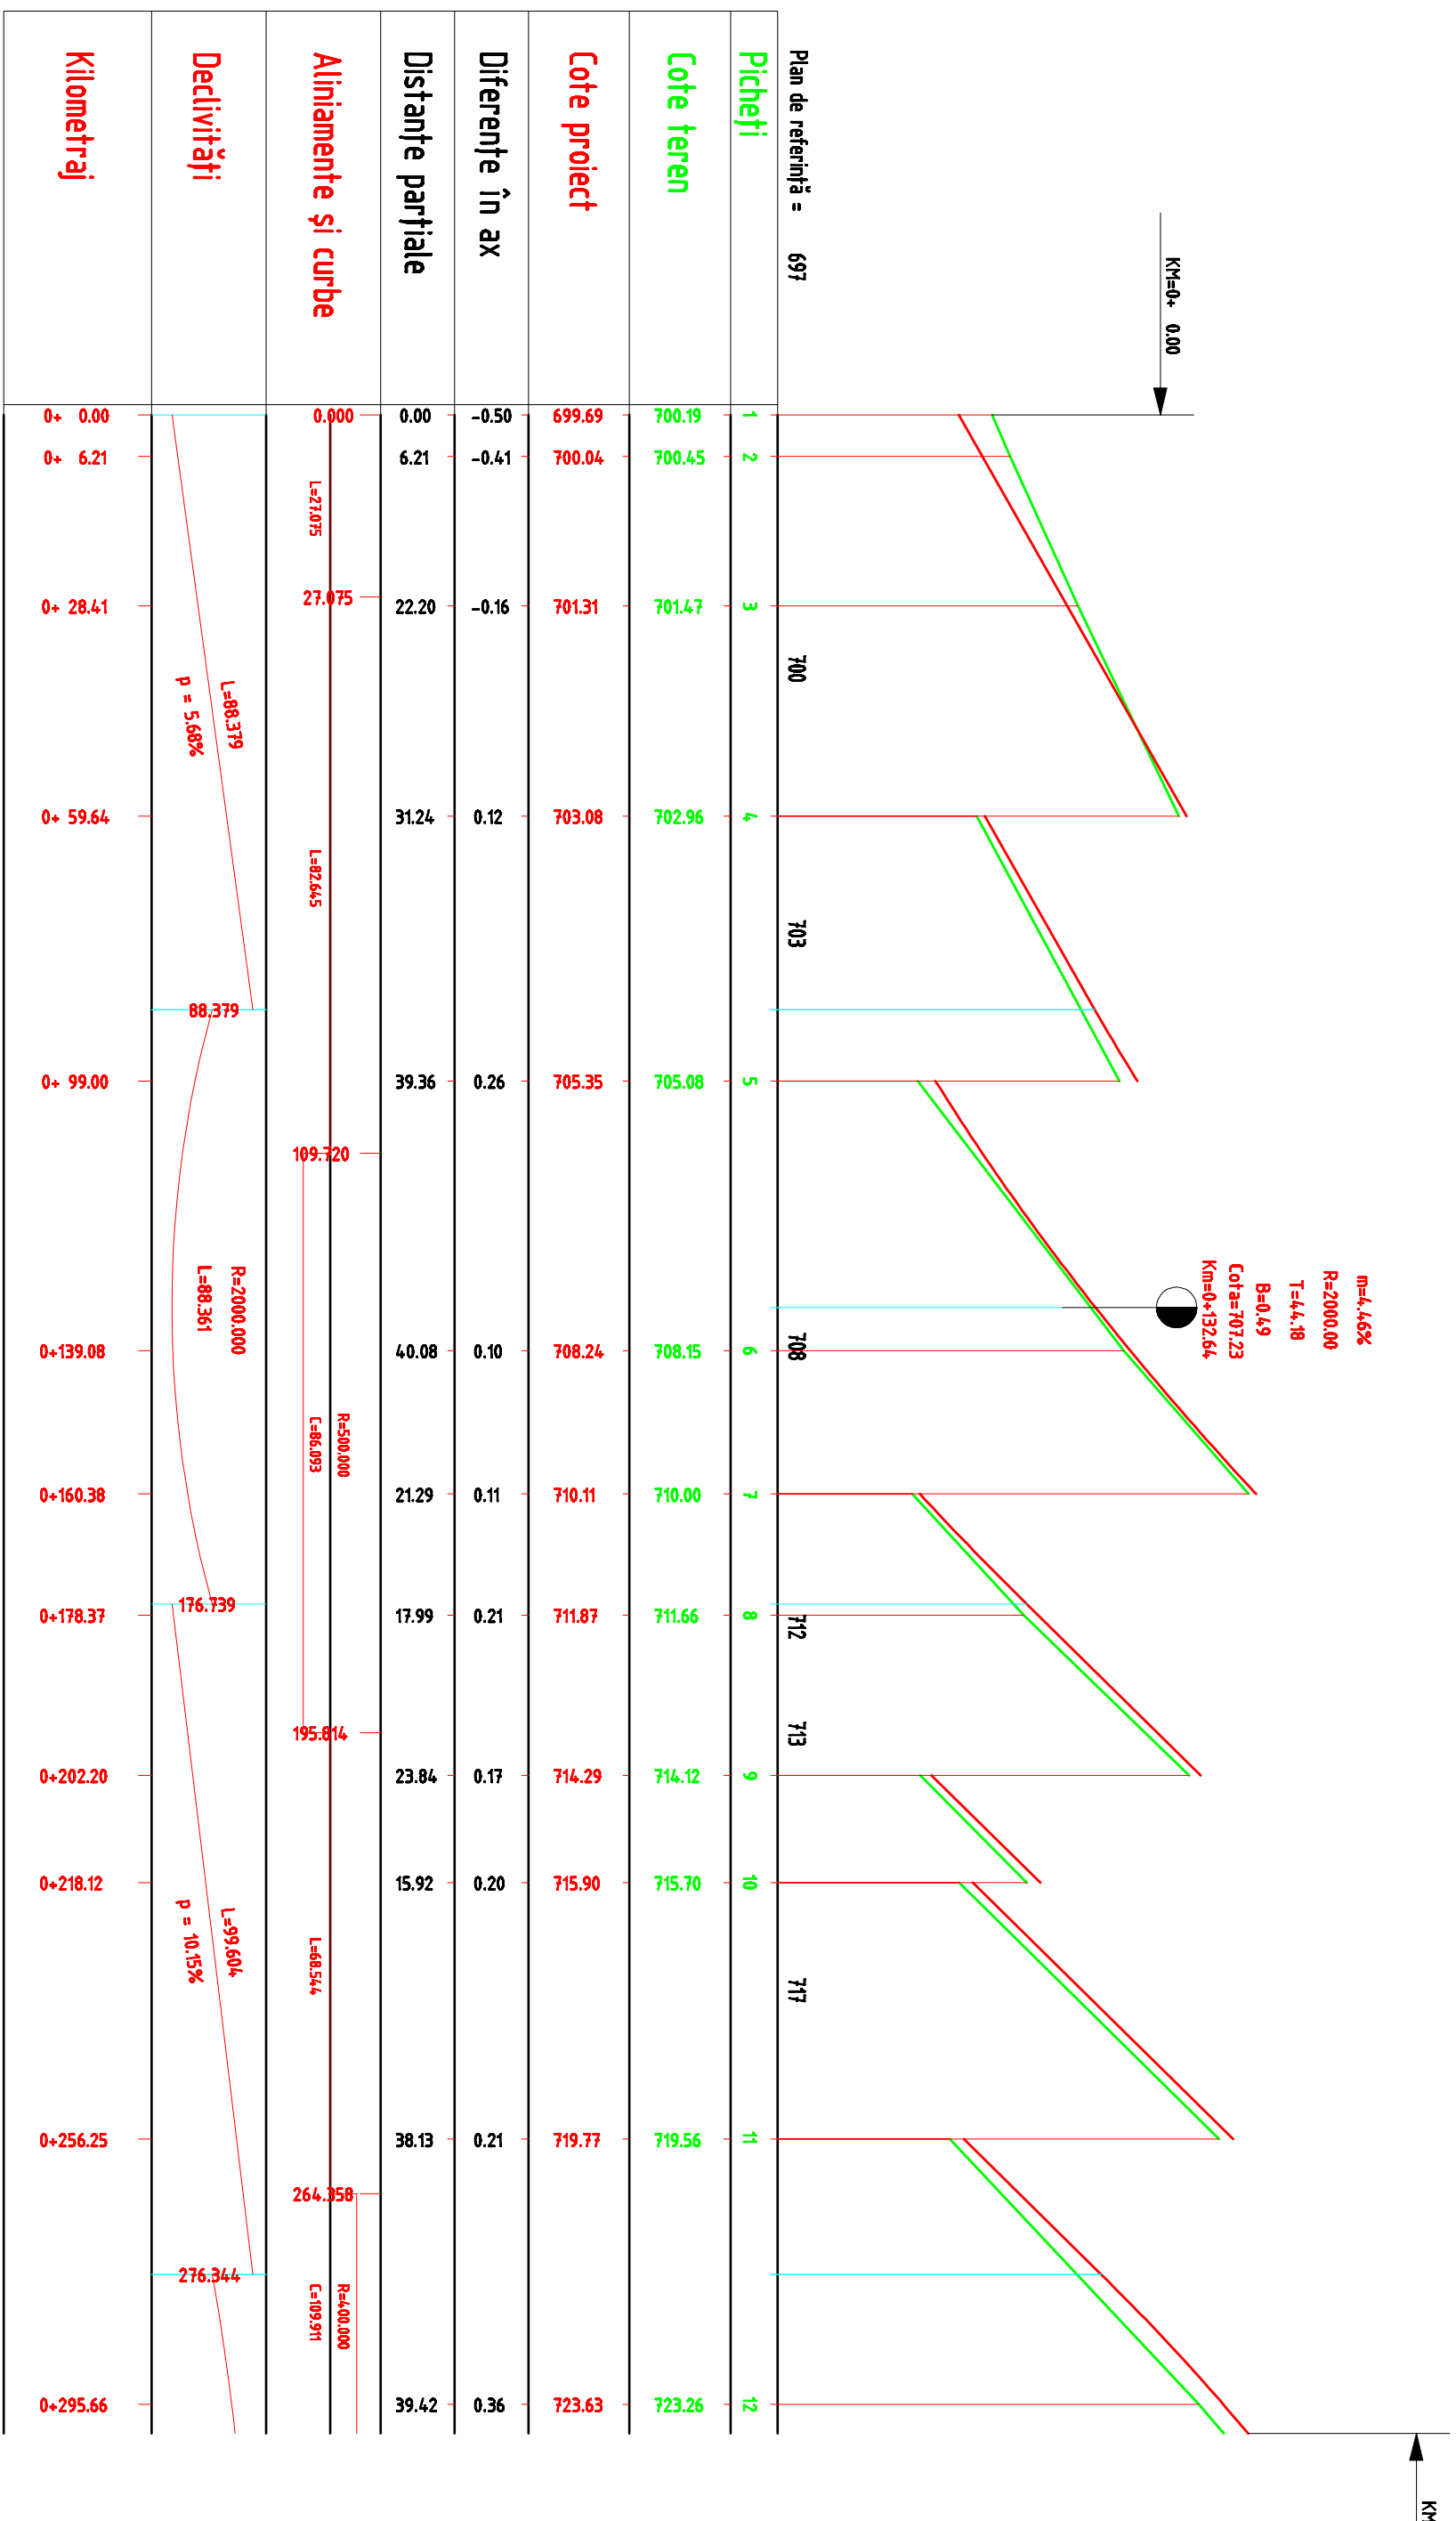 KM=0+ 0.00
KM
m=4.46%
R=2000.00
T=44.18
B=0.49
Cota=707.23
Km=0+132.64
Plan de referință = 697 700 703 708 712 713 717
Picheți 1 2 3 4 5 6 7 8 9 10 11 12
Cote teren 700.19 700.45 701.47 702.96 705.08 708.15 710.00 711.66 714.12 715.70 719.56 723.26
Cote proiect 699.69 700.04 701.31 703.08 705.35 708.24 710.11 711.87 714.29 715.90 719.77 723.63
Diferențe în ax -0.50 -0.41 -0.16 0.12 0.26 0.10 0.11 0.21 0.17 0.20 0.21 0.36
Distanțe parțiale 0.00 6.21 22.20 31.24 39.36 40.08 21.29 17.99 23.84 15.92 38.13 39.42
R=500.000 R=400.000
Aliniamente și curbe 0.000 27.075 109.720 195.814 264.358
L=27.075 L=82.645 C=86.093 L=68.544 C=109.911
L=88.379 R=2000.000 L=99.604
Declivități 88.379 176.739 276.344
p = 5.68% L=88.361 p = 10.15%
Kilometraj 0+ 0.00 0+ 6.21 0+ 28.41 0+ 59.64 0+ 99.00 0+139.08 0+160.38 0+178.37 0+202.20 0+218.12 0+256.25 0+295.66